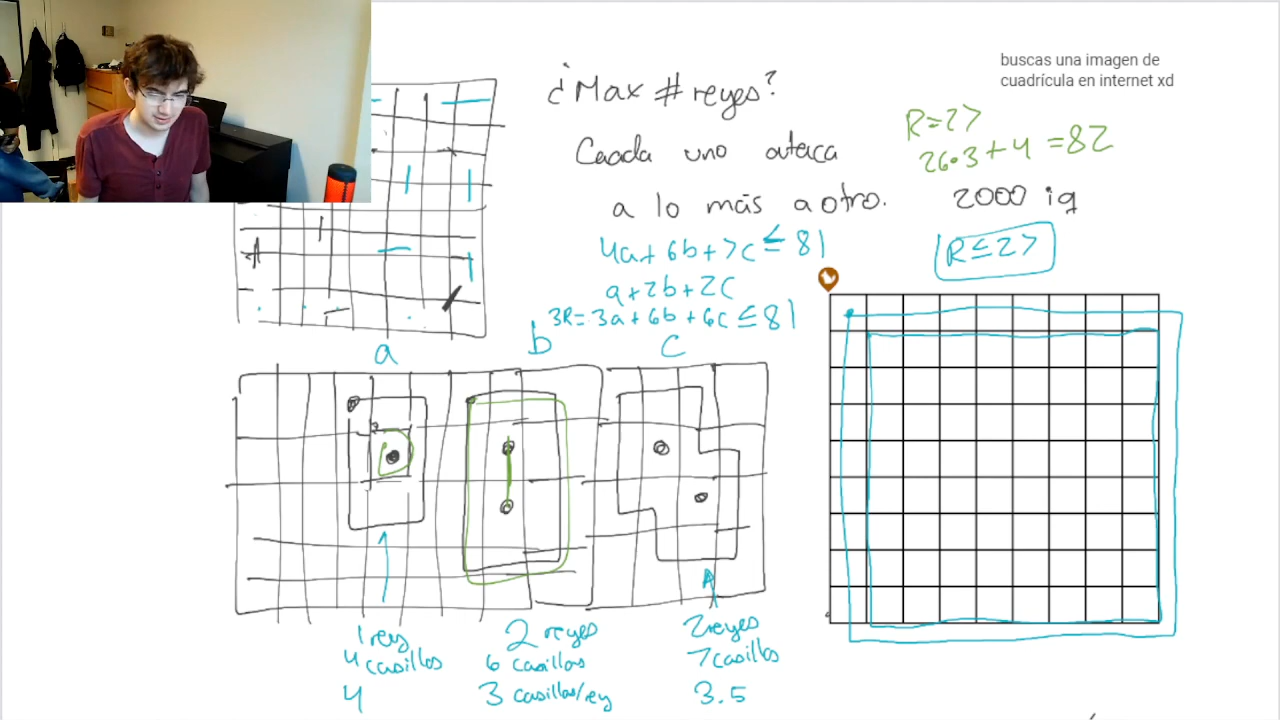 buscas una imagen de
cuadrícula en internet xd
¿Max # reyes?
Caada uno ataca
a lo más a otro.
R=27
26•3+4 =82
2000 iq
R≤27
4a+6b+7c≤81
a+2b+2c
3R=3a+6b+6c≤81
a
b
c
1 rey
4 casillas
4
2 reyes
6 casillas
3 casillas/rey
2 reyes
7 casillas
3.5